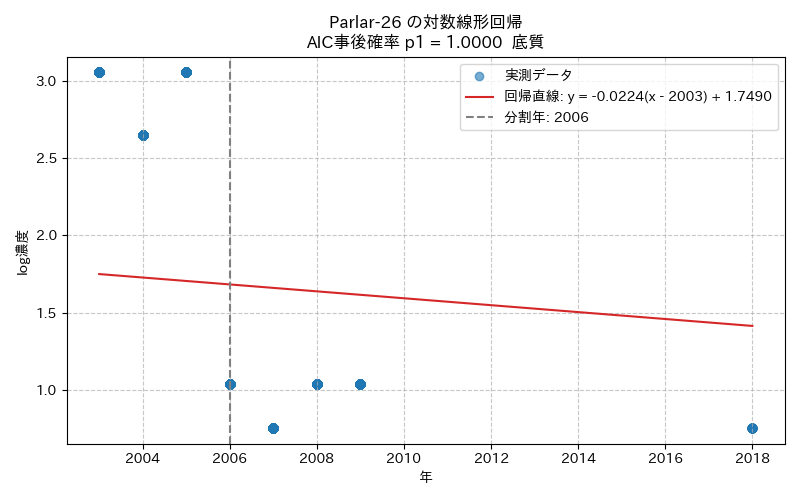 Parlar-26 の対数線形回帰
AIC事後確率 p1 = 1.0000 底質
実測データ
回帰直線: y = -0.0224(x - 2003) + 1.7490
分割年: 2006
log濃度
3.0
2.5
2.0
1.5
1.0
2004 2006 2008 2010 2012 2014 2016 2018
年